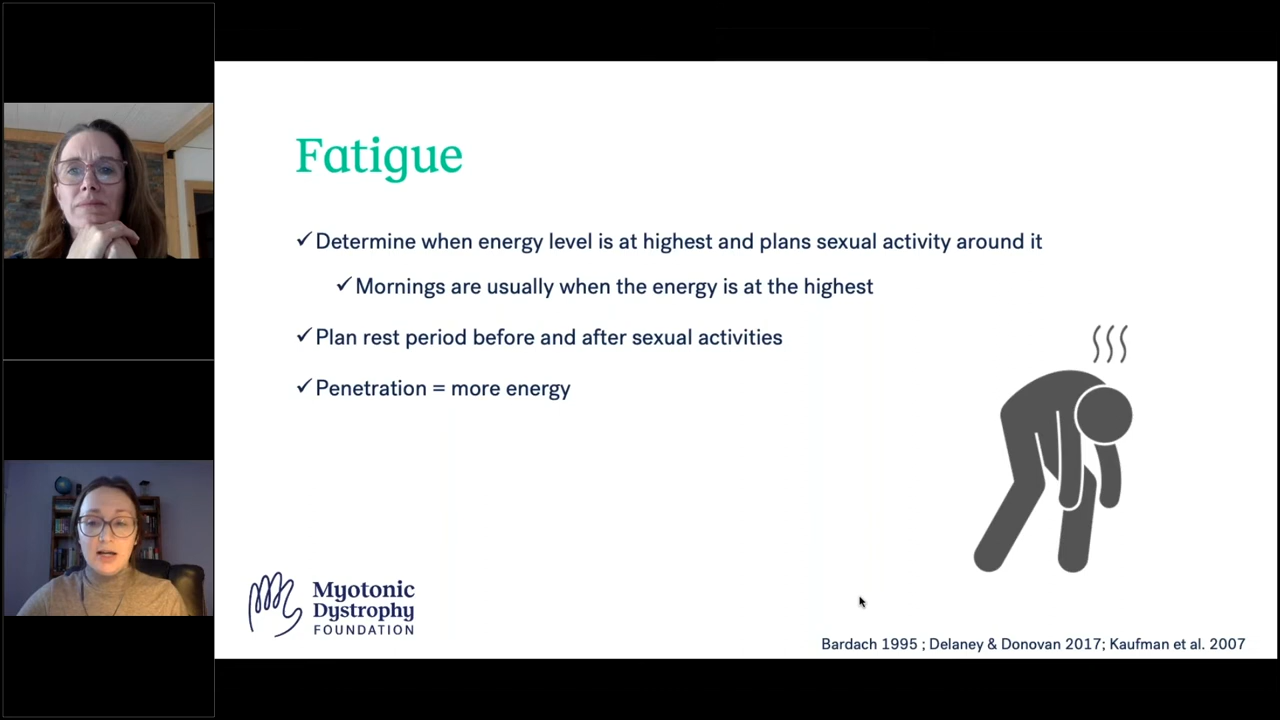 Fatigue
✓Determine when energy level is at highest and plans sexual activity around it
✓Mornings are usually when the energy is at the highest
✓Plan rest period before and after sexual activities
✓Penetration = more energy
Myotonic
Dystrophy
FOUNDATION
Bardach 1995 ; Delaney & Donovan 2017; Kaufman et al. 2007